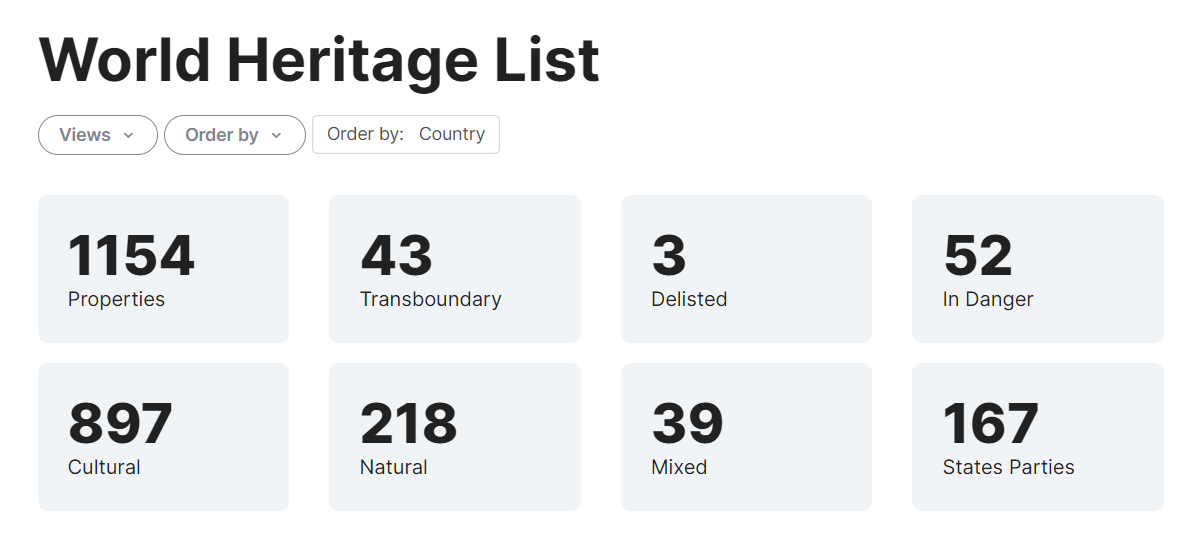 World Heritage List
Views Order by Order by: Country
1154 43 3 52
Properties Transboundary Delisted In Danger
897 218 39 167
Cultural Natural Mixed States Parties